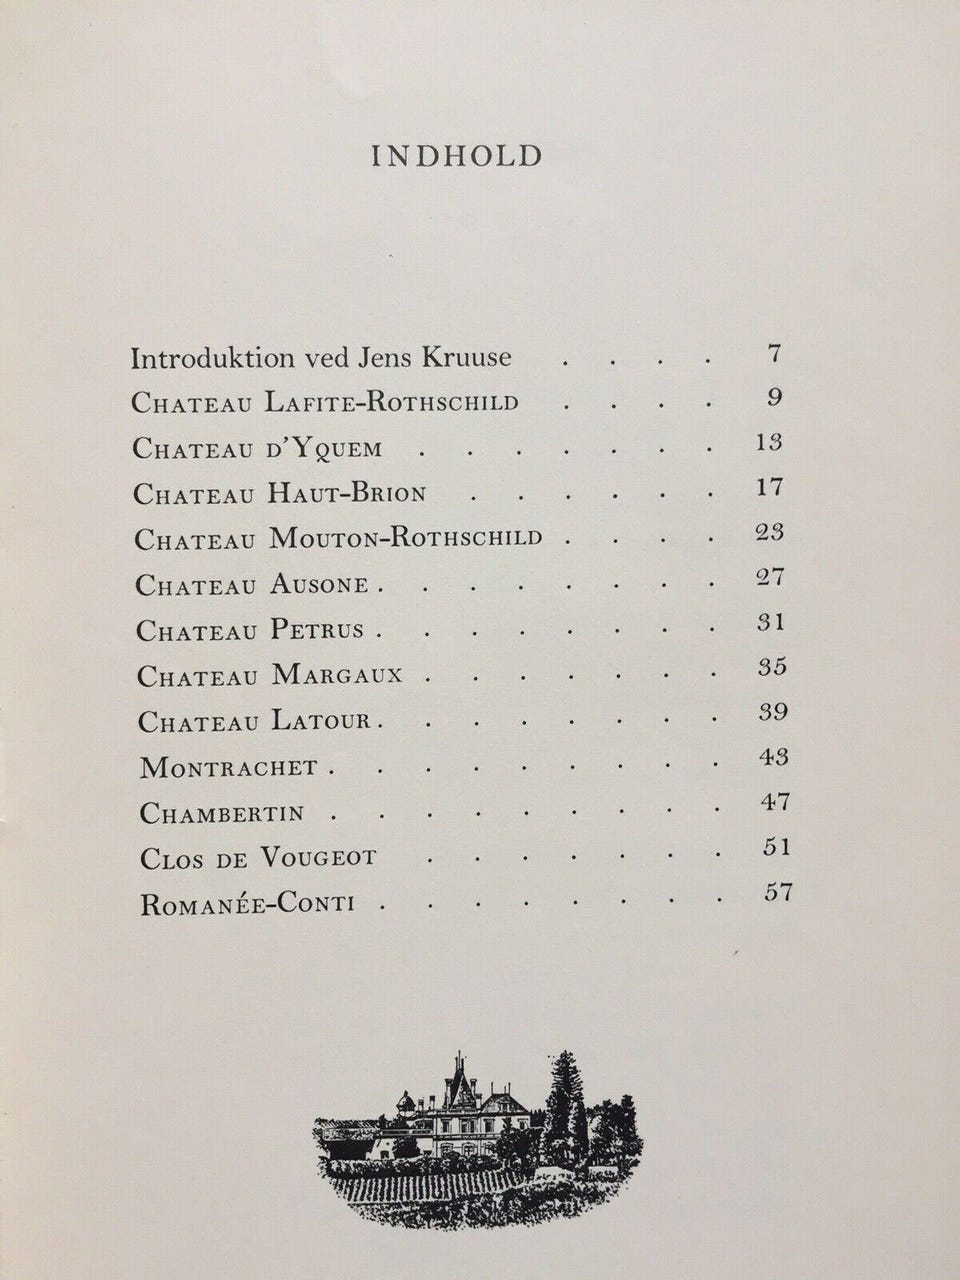 INDHOLD
Introduktion ved Jens Kruuse . . . . 7
CHATEAU LAFITE-ROTHSCHILD . . . . 9
CHATEAU D'YQUEM . . . . . . . 13
CHATEAU HAUT-BRION . . . . . . 17
CHATEAU MOUTON-ROTHSCHILD . . . . 23
CHATEAU AUSONE . . . . . . . . 27
CHATEAU PETRUS . . . . . . . . 31
CHATEAU MARGAUX . . . . . . . 35
CHATEAU LATOUR . . . . . . . . 39
MONTRACHET . . . . . . . . . 43
CHAMBERTIN . . . . . . . . . 47
CLOS DE VOUGEOT . . . . . . . 51
ROMANÉE-CONTI . . . . . . . . 57